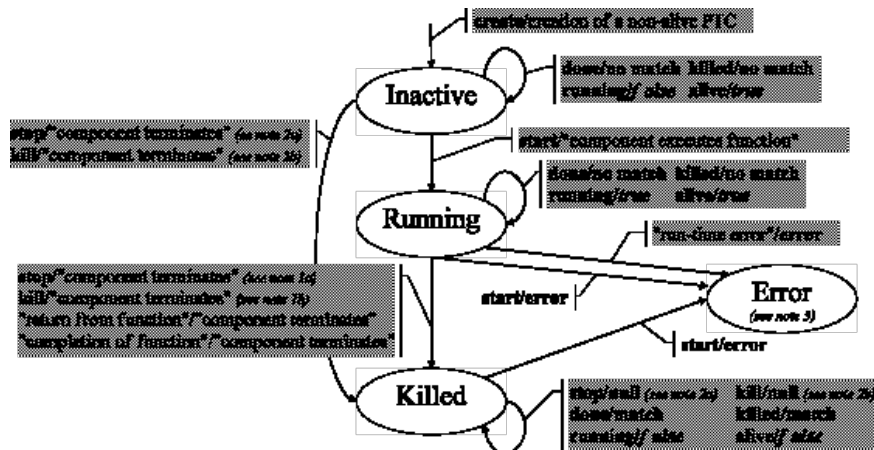 create/creation of a non-alive PTC
Inactive
done/no match killed/no match
running/false alive/true
stop/"component terminates" (see note 2a)
kill/"component terminates" (see note 2b)
start/"component executes function"
done/no match killed/no match
running/true alive/true
Running
"run-time error"/error
stop/"component terminates" (see note 1a)
kill/"component terminates" (see note 1b)
"return from function"/"component terminates"
"completion of function"/"component terminates"
start/error
Error
(see note 3)
start/error
Killed
stop/null (see note 2a) kill/null (see note 2b)
done/match killed/match
running/false alive/false